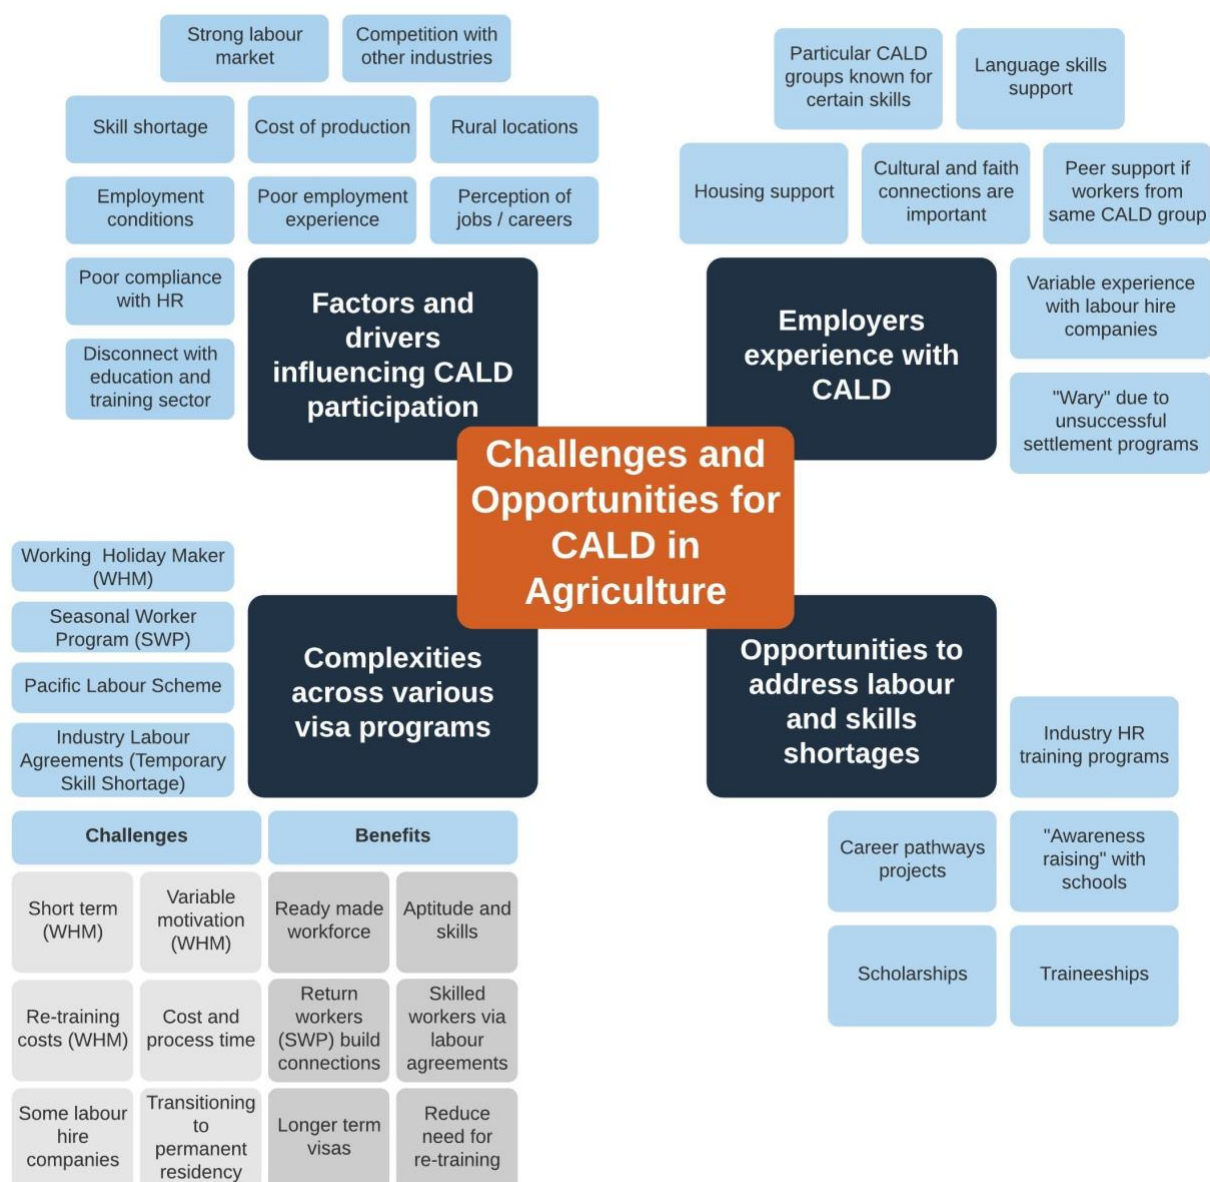 Strong labour
market
Competition with
other industries
Skill shortage
Cost of production
Rural locations
Employment
conditions
Poor employment
experience
Perception of
jobs / careers
Poor compliance
with HR
Disconnect with
education and
training sector
Factors and
drivers
influencing CALD
participation
Particular CALD
groups known for
certain skills
Language skills
support
Housing support
Cultural and faith
connections are
important
Peer support if
workers from
same CALD group
Employers
experience with
CALD
Variable experience
with labour hire
companies
"Wary" due to
unsuccessful
settlement programs
Challenges and
Opportunities for
CALD in
Agriculture
Working Holiday Maker
(WHM)
Seasonal Worker
Program (SWP)
Pacific Labour Scheme
Industry Labour
Agreements (Temporary
Skill Shortage)
Complexities
across various
visa programs
Challenges
Benefits
Short term
(WHM)
Variable
motivation
(WHM)
Ready made
workforce
Aptitude and
skills
Re-training
costs (WHM)
Cost and
process time
Return
workers
(SWP) build
connections
Skilled
workers via
labour
agreements
Some labour
hire
companies
Transitioning
to
permanent
residency
Longer term
visas
Reduce
need for
re-training
Opportunities to
address labour
and skills
shortages
Industry HR
training programs
Career pathways
projects
"Awareness
raising" with
schools
Scholarships
Traineeships